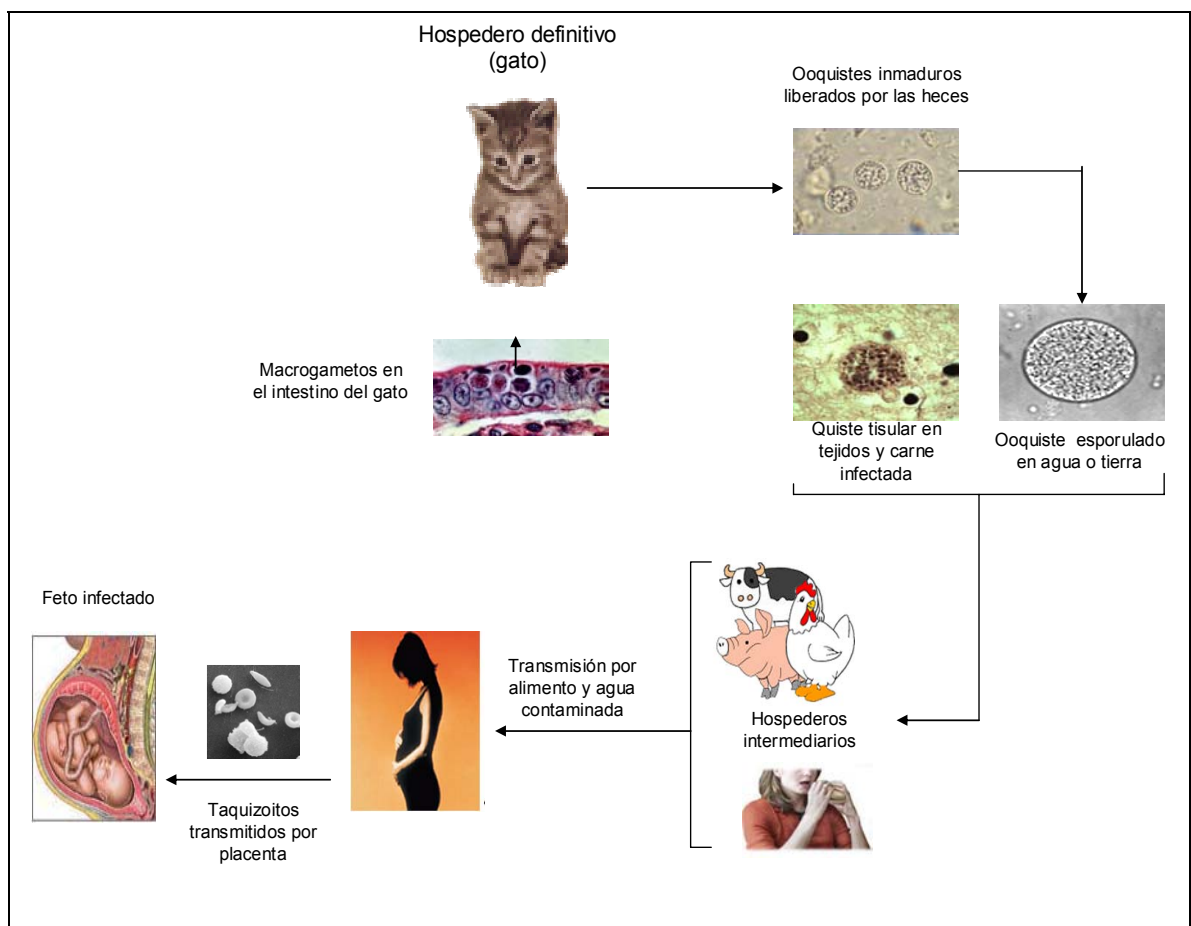 Hospedero definitivo
(gato)
Ooquistes inmaduros
liberados por las heces
Macrogametos en
el intestino del gato
Quiste tisular en
tejidos y carne
infectada
Ooquiste esporulado
en agua o tierra
Feto infectado
Transmisión por
alimento y agua
contaminada
Hospederos
intermediarios
Taquizoitos
transmitidos por
placenta